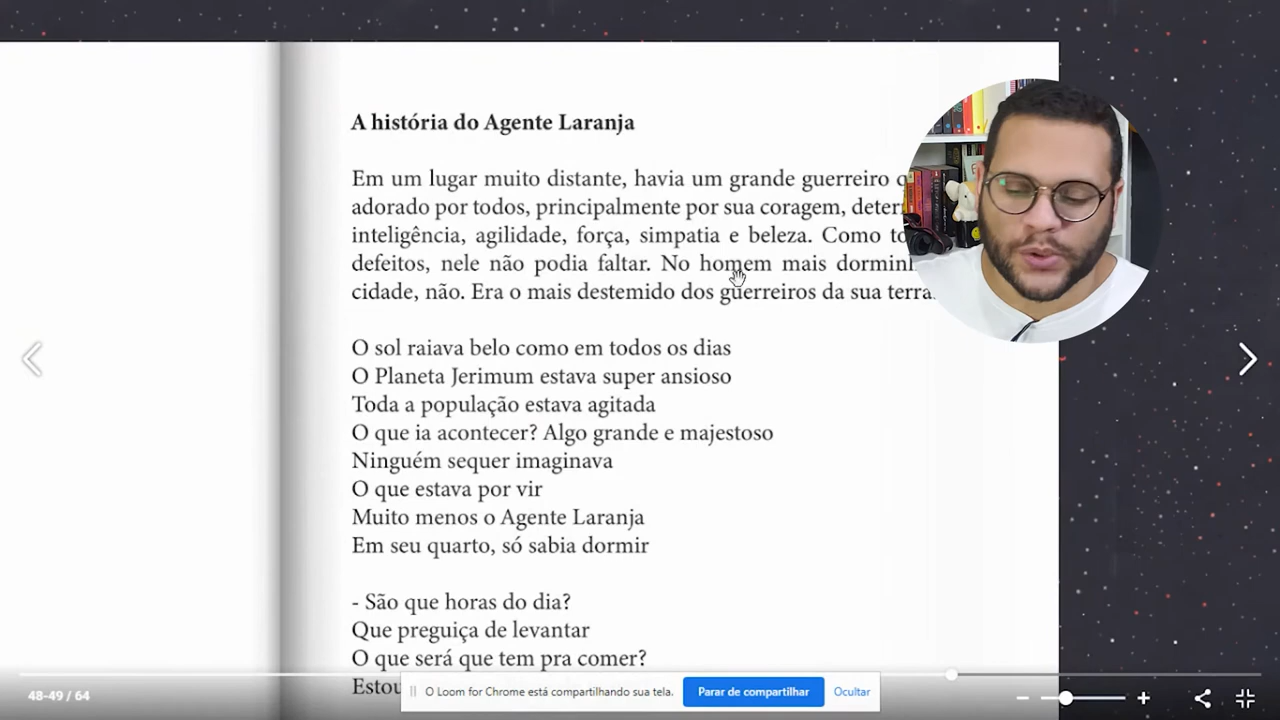 A história do Agente Laranja
Em um lugar muito distante, havia um grande guerreiro
adorado por todos, principalmente por sua coragem,
inteligência, agilidade, força, simpatia e beleza. Como
defeitos, nele não podia faltar. No homem mais
cidade, não. Era o mais destemido dos guerreiros da sua terra.
O sol raiava belo como em todos os dias
O Planeta Jerimum estava super ansioso
Toda a população estava agitada
O que ia acontecer? Algo grande e majestoso
Ninguém sequer imaginava
O que estava por vir
Muito menos o Agente Laranja
Em seu quarto, só sabia dormir
- São que horas do dia?
Que preguiça de levantar
O que será que tem pra comer?
Estou
O Loom for Chrome está compartilhando sua tela.
Parar de compartilhar
Ocultar
48-49 / 64